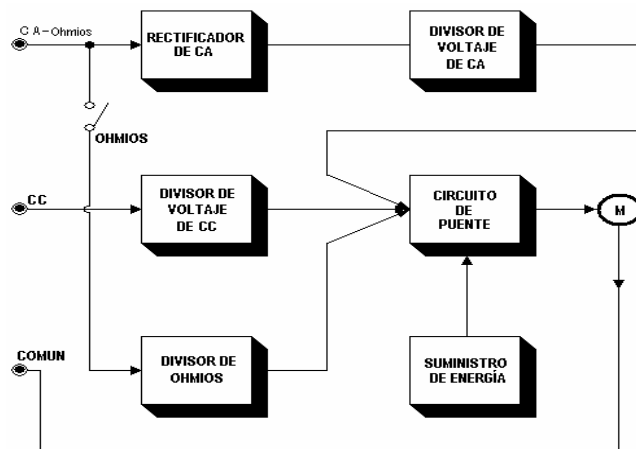 CA-Ohmios
RECTIFICADOR
DE CA
DIVISOR DE
VOLTAJE
DE CA
OHMIOS
CC
DIVISOR DE
VOLTAJE
DE CC
CIRCUITO
DE
PUENTE
M
COMUN
DIVISOR DE
OHMIOS
SUMINISTRO
DE ENERGÍA